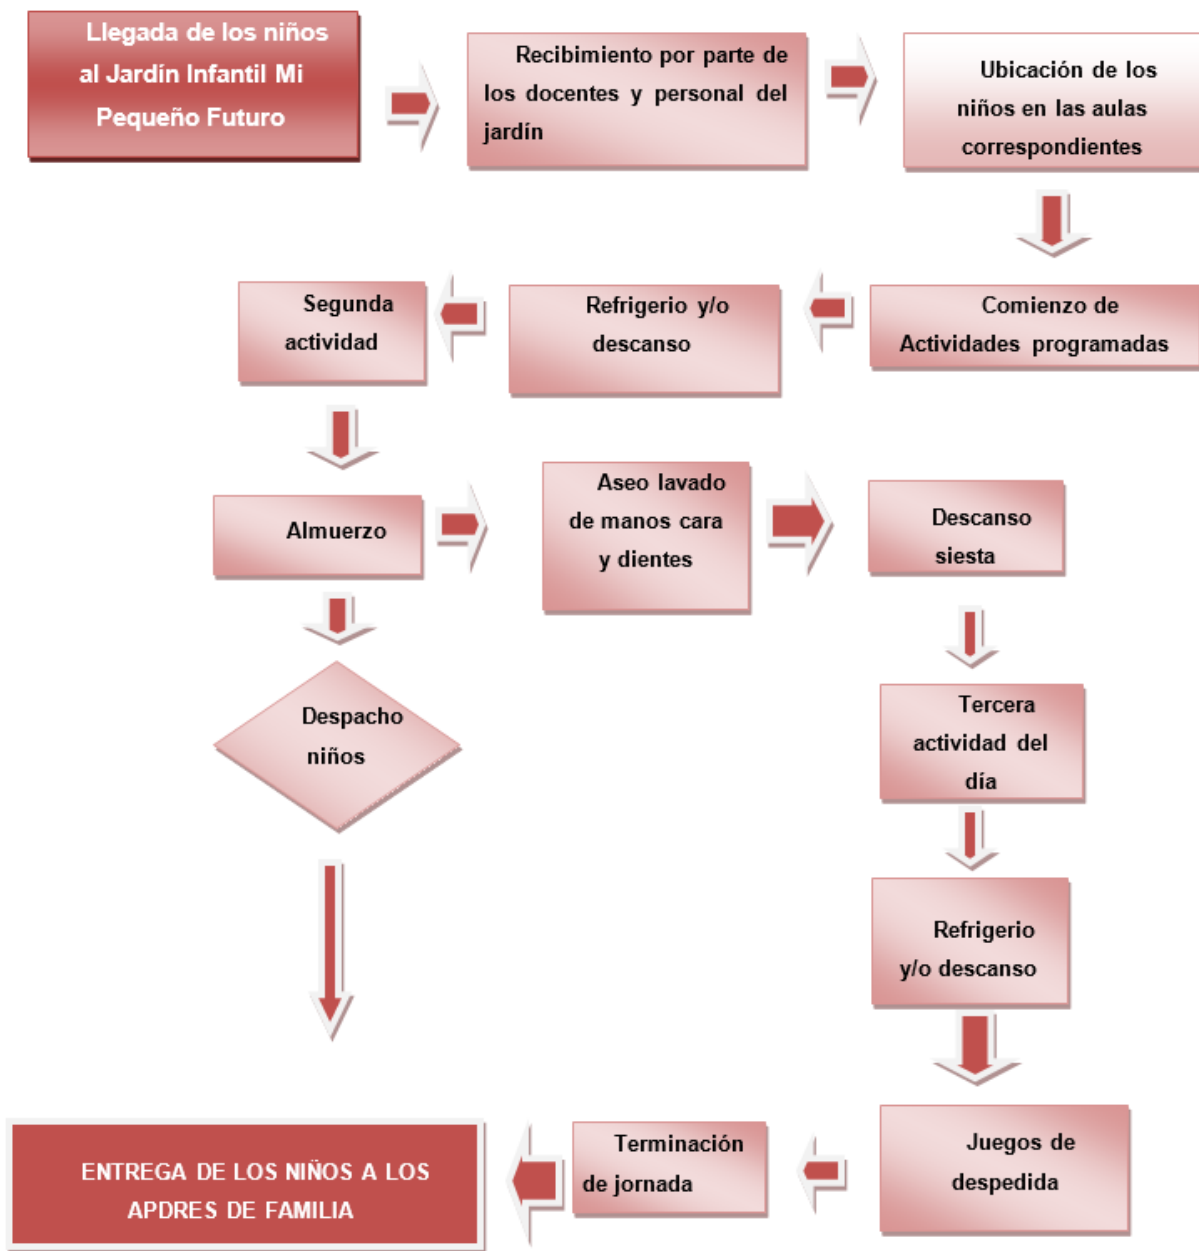 Llegada de los niños
al Jardín Infantil Mi
Pequeño Futuro
Recibimiento por parte de
los docentes y personal del
jardín
Ubicación de los
niños en las aulas
correspondientes
Comienzo de
Actividades programadas
Refrigerio y/o
descanso
Segunda
actividad
Almuerzo
Aseo lavado
de manos cara
y dientes
Descanso
siesta
Despacho
niños
Tercera
actividad del
día
Refrigerio
y/o descanso
Juegos de
despedida
Terminación
de jornada
ENTREGA DE LOS NIÑOS A LOS
APDRES DE FAMILIA